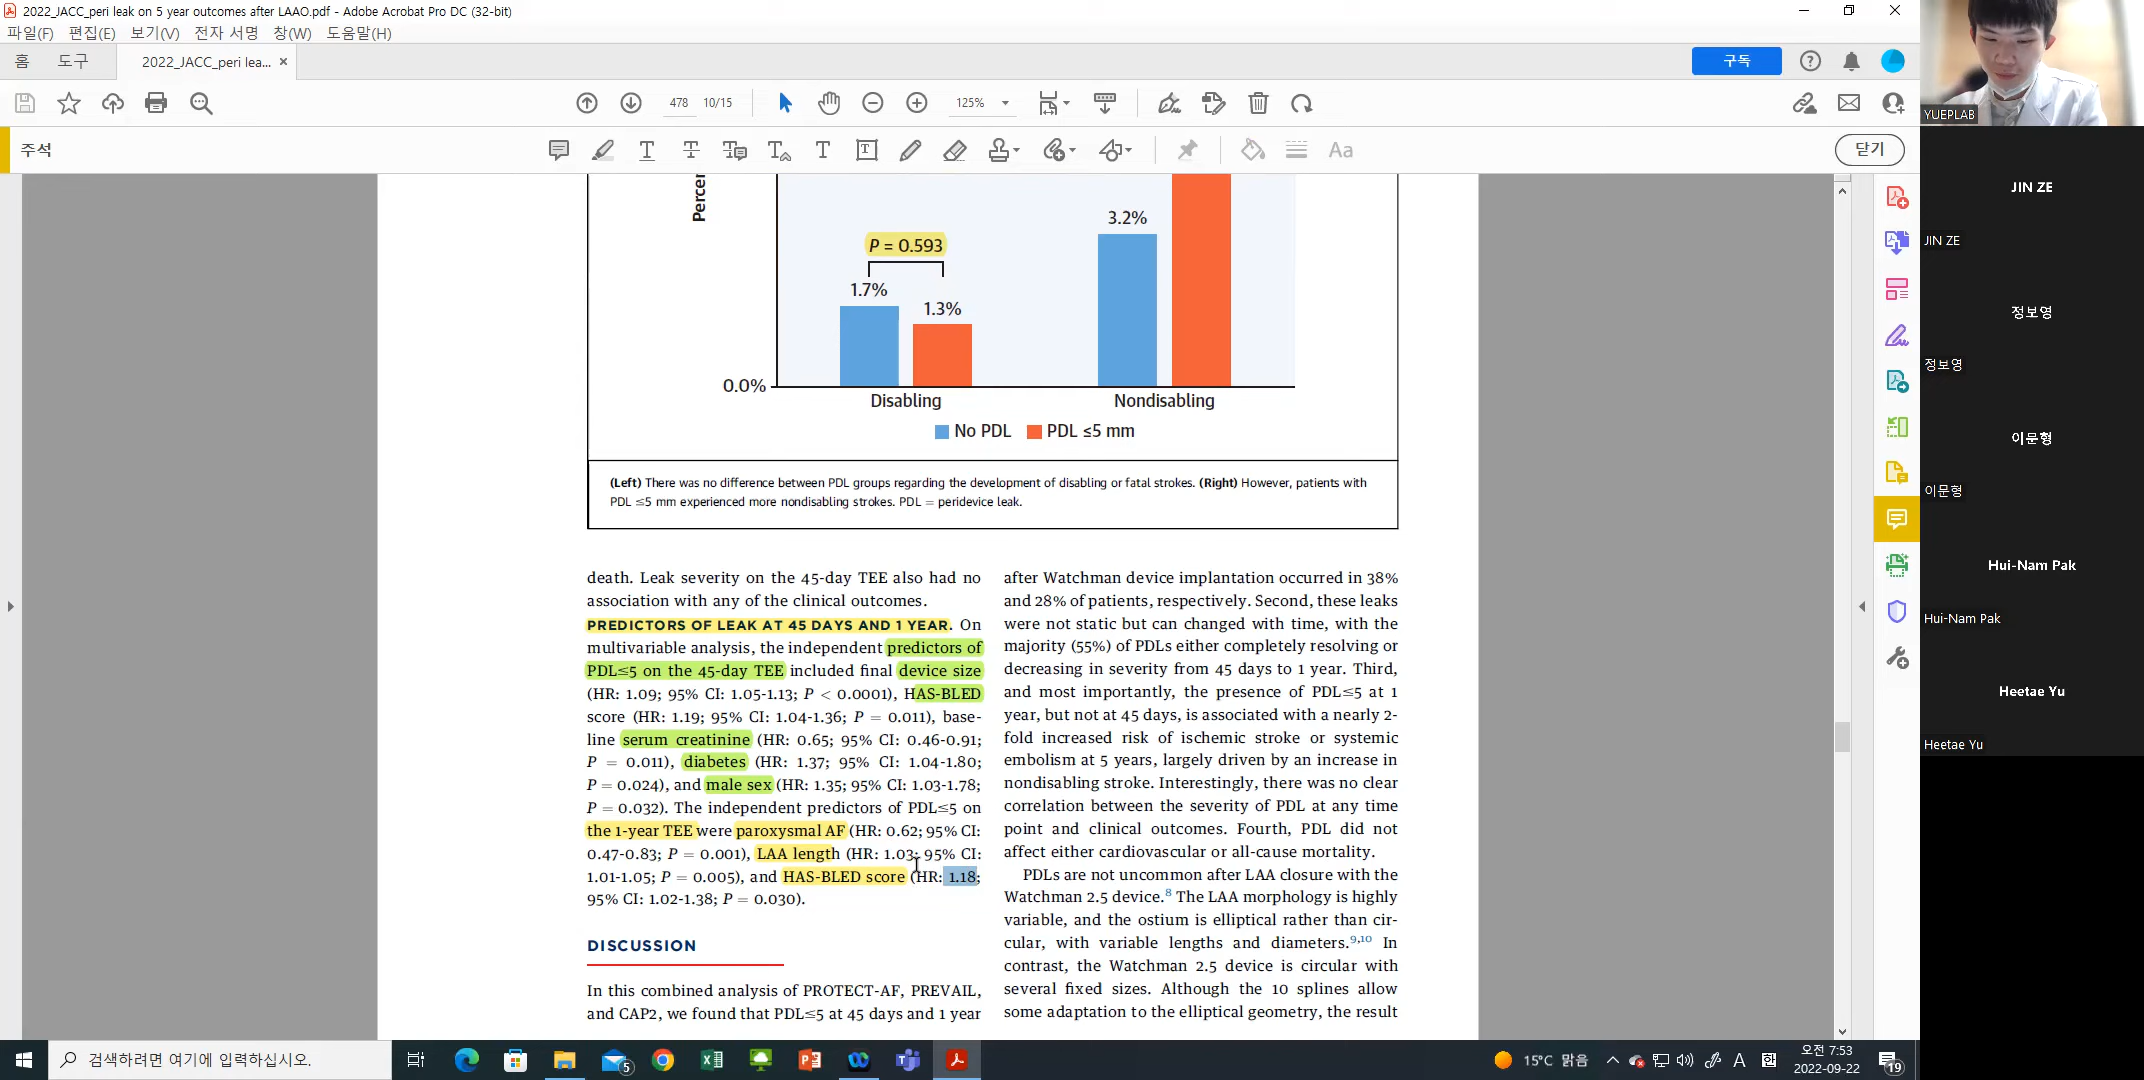 2022_JACC_peri leak on 5 year outcomes after LAAO.pdf - Adobe Acrobat Pro DC (32-bit)
파일(F) 편집(E) 보기(V) 전자 서명 창(W) 도움말(H)
홈 도구 2022_JACC_peri lea... ×
구독
478 10/15 125%
주석
닫기
Percen
P = 0.593
1.7%
1.3%
3.2%
0.0%
Disabling Nondisabling
No PDL PDL ≤5 mm
(Left) There was no difference between PDL groups regarding the development of disabling or fatal strokes. (Right) However, patients with
PDL ≤5 mm experienced more nondisabling strokes. PDL = peridevice leak.
death. Leak severity on the 45-day TEE also had no
association with any of the clinical outcomes.
PREDICTORS OF LEAK AT 45 DAYS AND 1 YEAR. On
multivariable analysis, the independent predictors of
PDL≤5 on the 45-day TEE included final device size
(HR: 1.09; 95% CI: 1.05-1.13; P < 0.0001), HAS-BLED
score (HR: 1.19; 95% CI: 1.04-1.36; P = 0.011), base-
line serum creatinine (HR: 0.65; 95% CI: 0.46-0.91;
P = 0.011), diabetes (HR: 1.37; 95% CI: 1.04-1.80;
P = 0.024), and male sex (HR: 1.35; 95% CI: 1.03-1.78;
P = 0.032). The independent predictors of PDL≤5 on
the 1-year TEE were paroxysmal AF (HR: 0.62; 95% CI:
0.47-0.83; P = 0.001), LAA length (HR: 1.03; 95% CI:
1.01-1.05; P = 0.005), and HAS-BLED score (HR: 1.18;
95% CI: 1.02-1.38; P = 0.030).
DISCUSSION
In this combined analysis of PROTECT-AF, PREVAIL,
and CAP2, we found that PDL≤5 at 45 days and 1 year
after Watchman device implantation occurred in 38%
and 28% of patients, respectively. Second, these leaks
were not static but can changed with time, with the
majority (55%) of PDLs either completely resolving or
decreasing in severity from 45 days to 1 year. Third,
and most importantly, the presence of PDL≤5 at 1
year, but not at 45 days, is associated with a nearly 2-
fold increased risk of ischemic stroke or systemic
embolism at 5 years, largely driven by an increase in
nondisabling stroke. Interestingly, there was no clear
correlation between the severity of PDL at any time
point and clinical outcomes. Fourth, PDL did not
affect either cardiovascular or all-cause mortality.
PDLs are not uncommon after LAA closure with the
Watchman 2.5 device.8 The LAA morphology is highly
variable, and the ostium is elliptical rather than cir-
cular, with variable lengths and diameters.9,10 In
contrast, the Watchman 2.5 device is circular with
several fixed sizes. Although the 10 splines allow
some adaptation to the elliptical geometry, the result
YUEPLAB
JIN ZE
JIN ZE
정보영
정보영
이문형
이문형
Hui-Nam Pak
Hui-Nam Pak
Heetae Yu
Heetae Yu
검색하려면 여기에 입력하십시오.
5
15°C 맑음
A 한
오전 7:53
2022-09-22
19